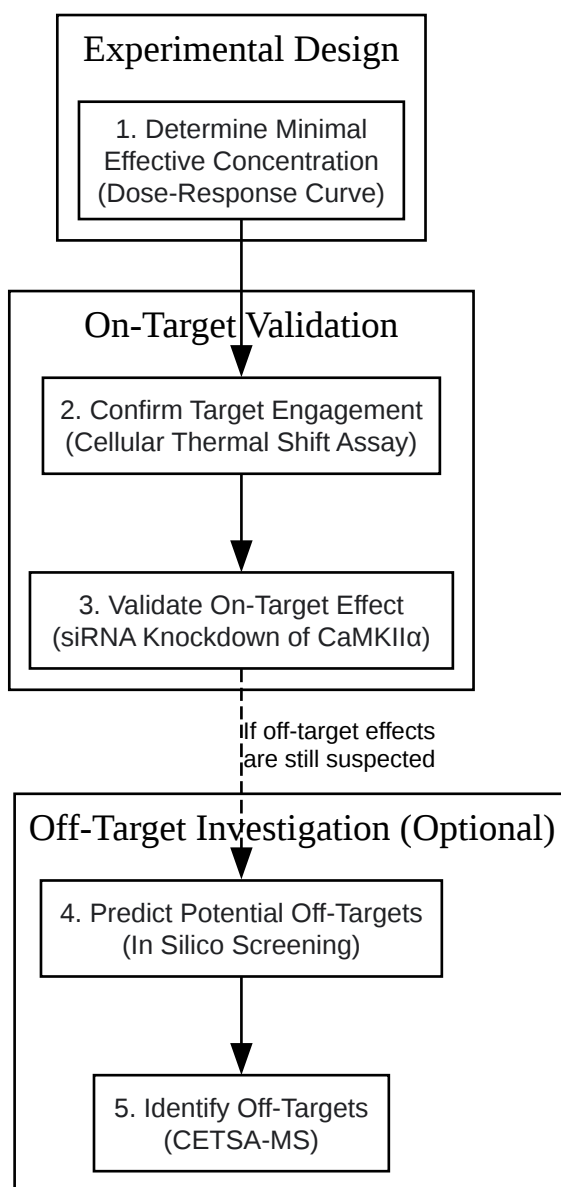 Experimental Design
1. Determine Minimal
Effective Concentration
(Dose-Response Curve)
On-Target Validation
2. Confirm Target Engagement
(Cellular Thermal Shift Assay)
3. Validate On-Target Effect
(siRNA Knockdown of CaMKIIα)
If off-target effects
are still suspected
Off-Target Investigation (Optional)
4. Predict Potential Off-Targets
(In Silico Screening)
5. Identify Off-Targets
(CETSA-MS)